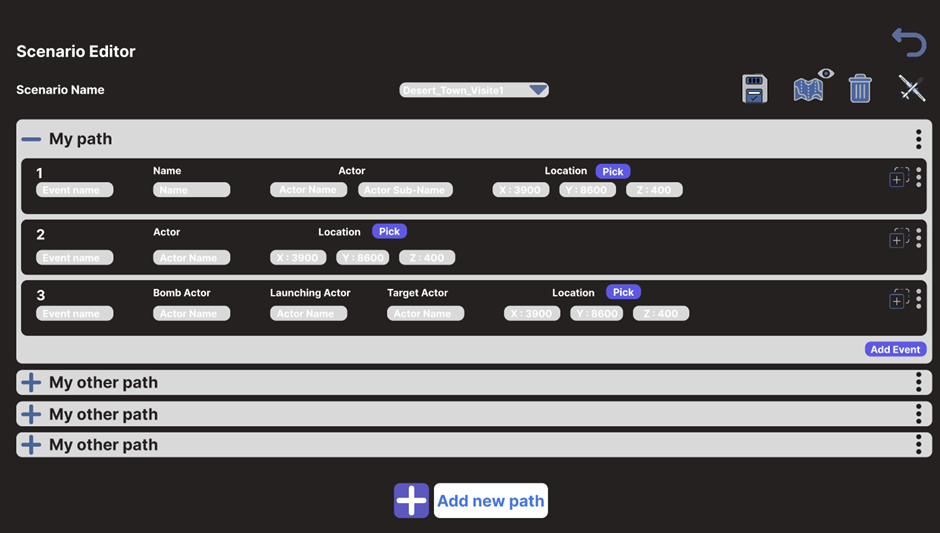 Scenario Editor
Scenario Name
Desert_Town_Visite1
My path
1 Name Actor Location Pick
Event name Name Actor Name Actor Sub-Name X : 3900 Y : 8600 Z : 400
2 Actor Location Pick
Event name Actor Name X : 3900 Y : 8600 Z : 400
3 Bomb Actor Launching Actor Target Actor Location Pick
Event name Actor Name Actor Name Actor Name X : 3900 Y : 8600 Z : 400
Add Event
My other path
My other path
My other path
Add new path